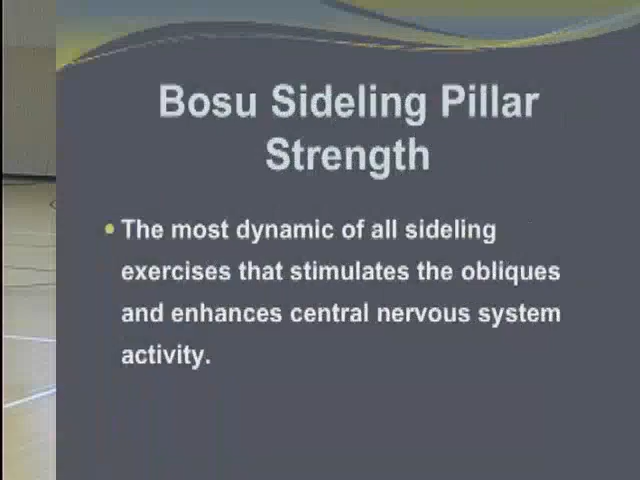 Bosu Sideling Pillar
Strength
• The most dynamic of all sideling
exercises that stimulates the obliques
and enhances central nervous system
activity.